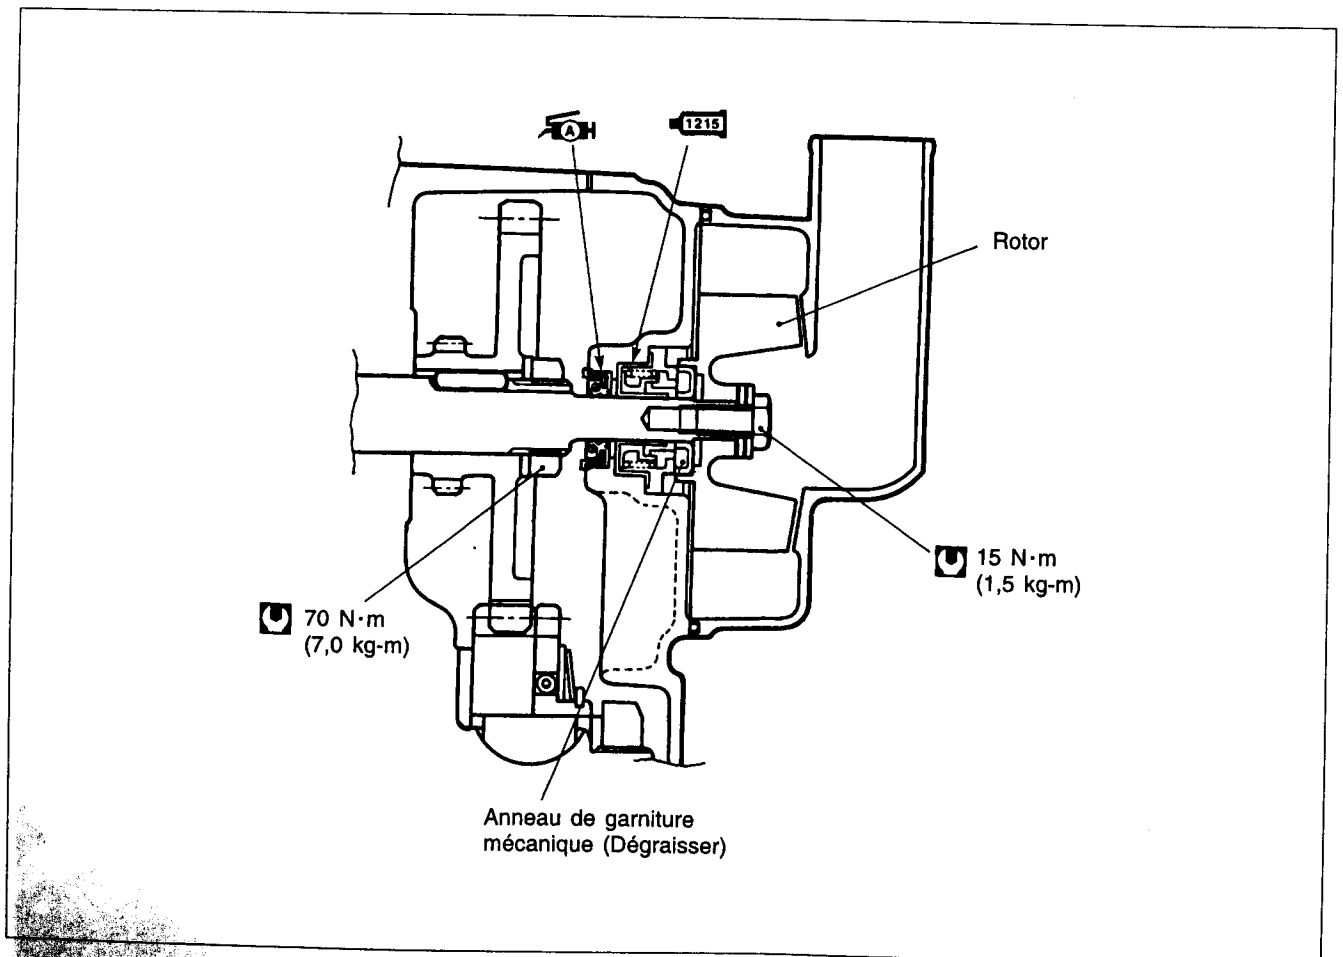 A
1215
Rotor
15 N·m
(1,5 kg-m)
70 N·m
(7,0 kg-m)
Anneau de garniture
mécanique (Dégraisser)